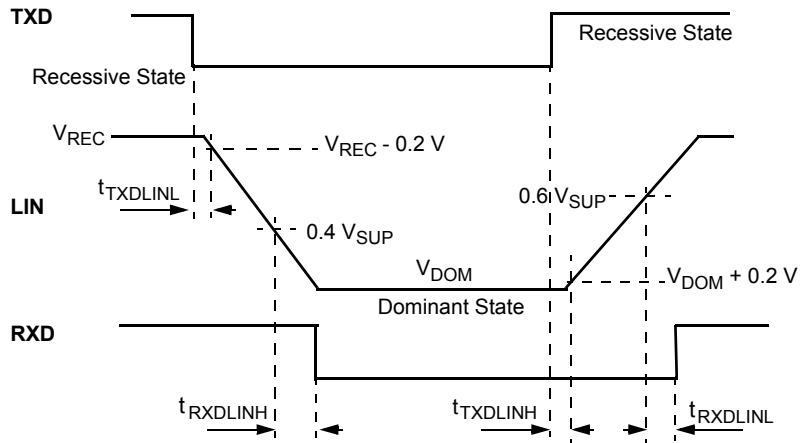 TXD
Recessive State
Recessive State
VREC
VREC - 0.2 V
tTXDLINL
LIN
0.6 VSUP
0.4 VSUP
VDOM
VDOM + 0.2 V
Dominant State
RXD
tRXDLINH
tTXDLINH
tRXDLINL